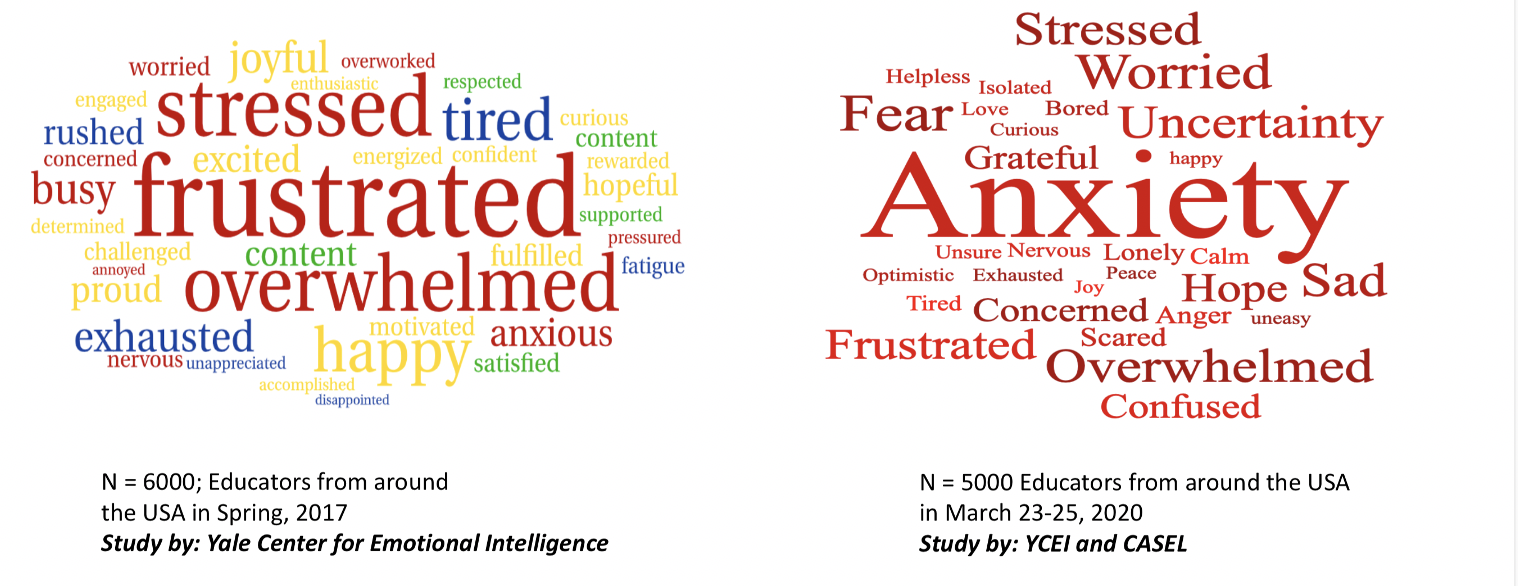 worried joyful overworked
enthusiastic respected
engaged stressed tired curious
rushed content
concerned excited energized confident rewarded
busy frustrated hopeful
determined supported
challenged content fulfilled pressured
annoyed overwhelmed fatigue
proud
exhausted motivated anxious
nervous unappreciated happy satisfied
accomplished
disappointed
N = 6000; Educators from around
the USA in Spring, 2017
Study by: Yale Center for Emotional Intelligence
Stressed
Helpless Isolated Worried
Fear Love Bored Uncertainty
Curious
Grateful happy
Anxiety
Unsure Nervous Lonely Calm
Optimistic Exhausted Peace Hope Sad
Joy
Tired Concerned Anger uneasy
Frustrated Scared
Overwhelmed
Confused
N = 5000 Educators from around the USA
in March 23-25, 2020
Study by: YCEI and CASEL